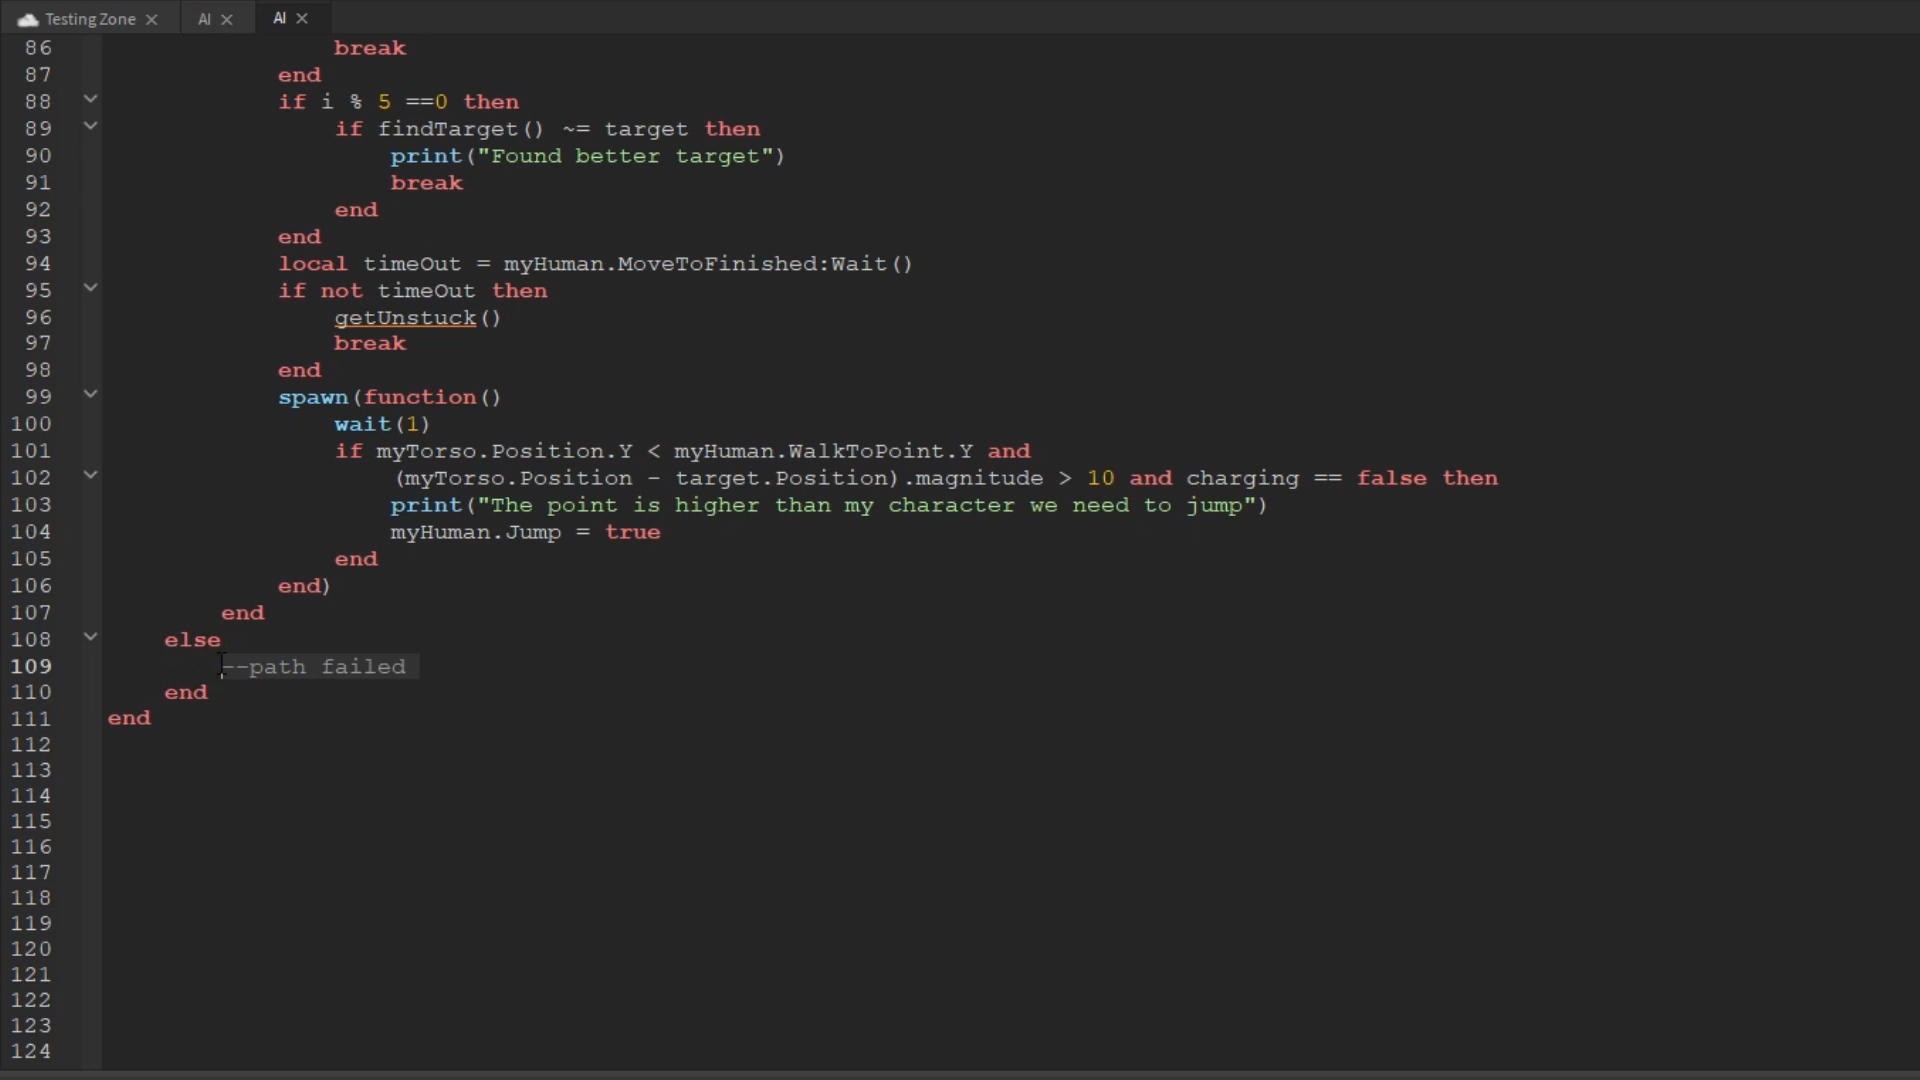 Testing Zone AI AI
86 break
87 end
88 if i % 5 ==0 then
89 if findTarget() ~= target then
90 print("Found better target")
91 break
92 end
93 end
94 local timeOut = myHuman.MoveToFinished:Wait()
95 if not timeOut then
96 getUnstuck()
97 break
98 end
99 spawn(function()
100 wait(1)
101 if myTorso.Position.Y < myHuman.WalkToPoint.Y and
102 (myTorso.Position - target.Position).magnitude > 10 and charging == false then
103 print("The point is higher than my character we need to jump")
104 myHuman.Jump = true
105 end
106 end)
107 end
108 else
109 --path failed
110 end
111 end
112
113
114
115
116
117
118
119
120
121
122
123
124